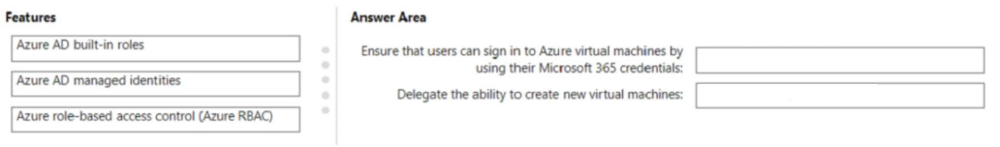 Features
Azure AD built-in roles
Azure AD managed identities
Azure role-based access control (Azure RBAC)
Answer Area
Ensure that users can sign in to Azure virtual machines by
using their Microsoft 365 credentials:
Delegate the ability to create new virtual machines: